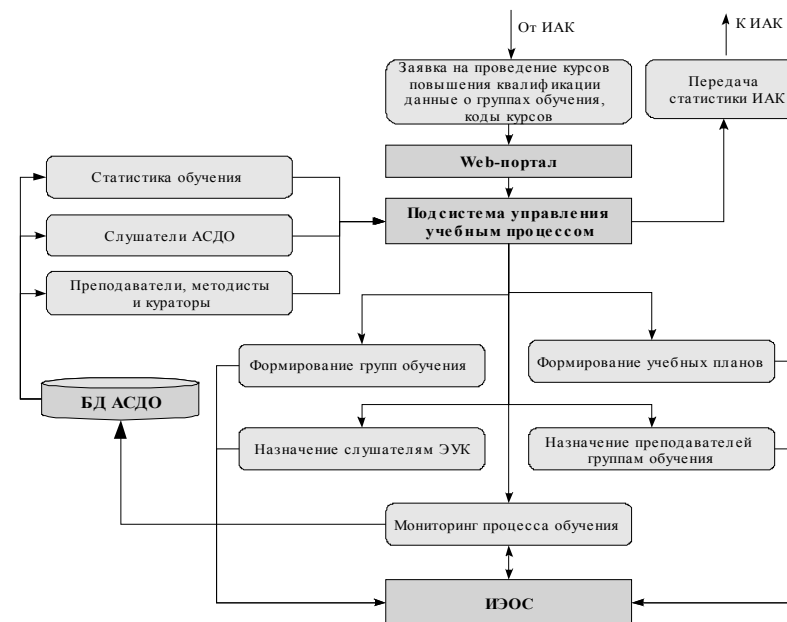 От ИАК
К ИАК
Заявка на проведение курсов
повышения квалификации
данные о группах обучения,
коды курсов
Передача
статистики ИАК
Web-портал
Статистика обучения
Подсистема управления
учебным процессом
Слушатели АСДО
Преподаватели, методисты
и кураторы
Формирование групп обучения
Формирование учебных планов
БД АСДО
Назначение слушателям ЭУК
Назначение преподавателей
группам обучения
Мониторинг процесса обучения
ИЭОС